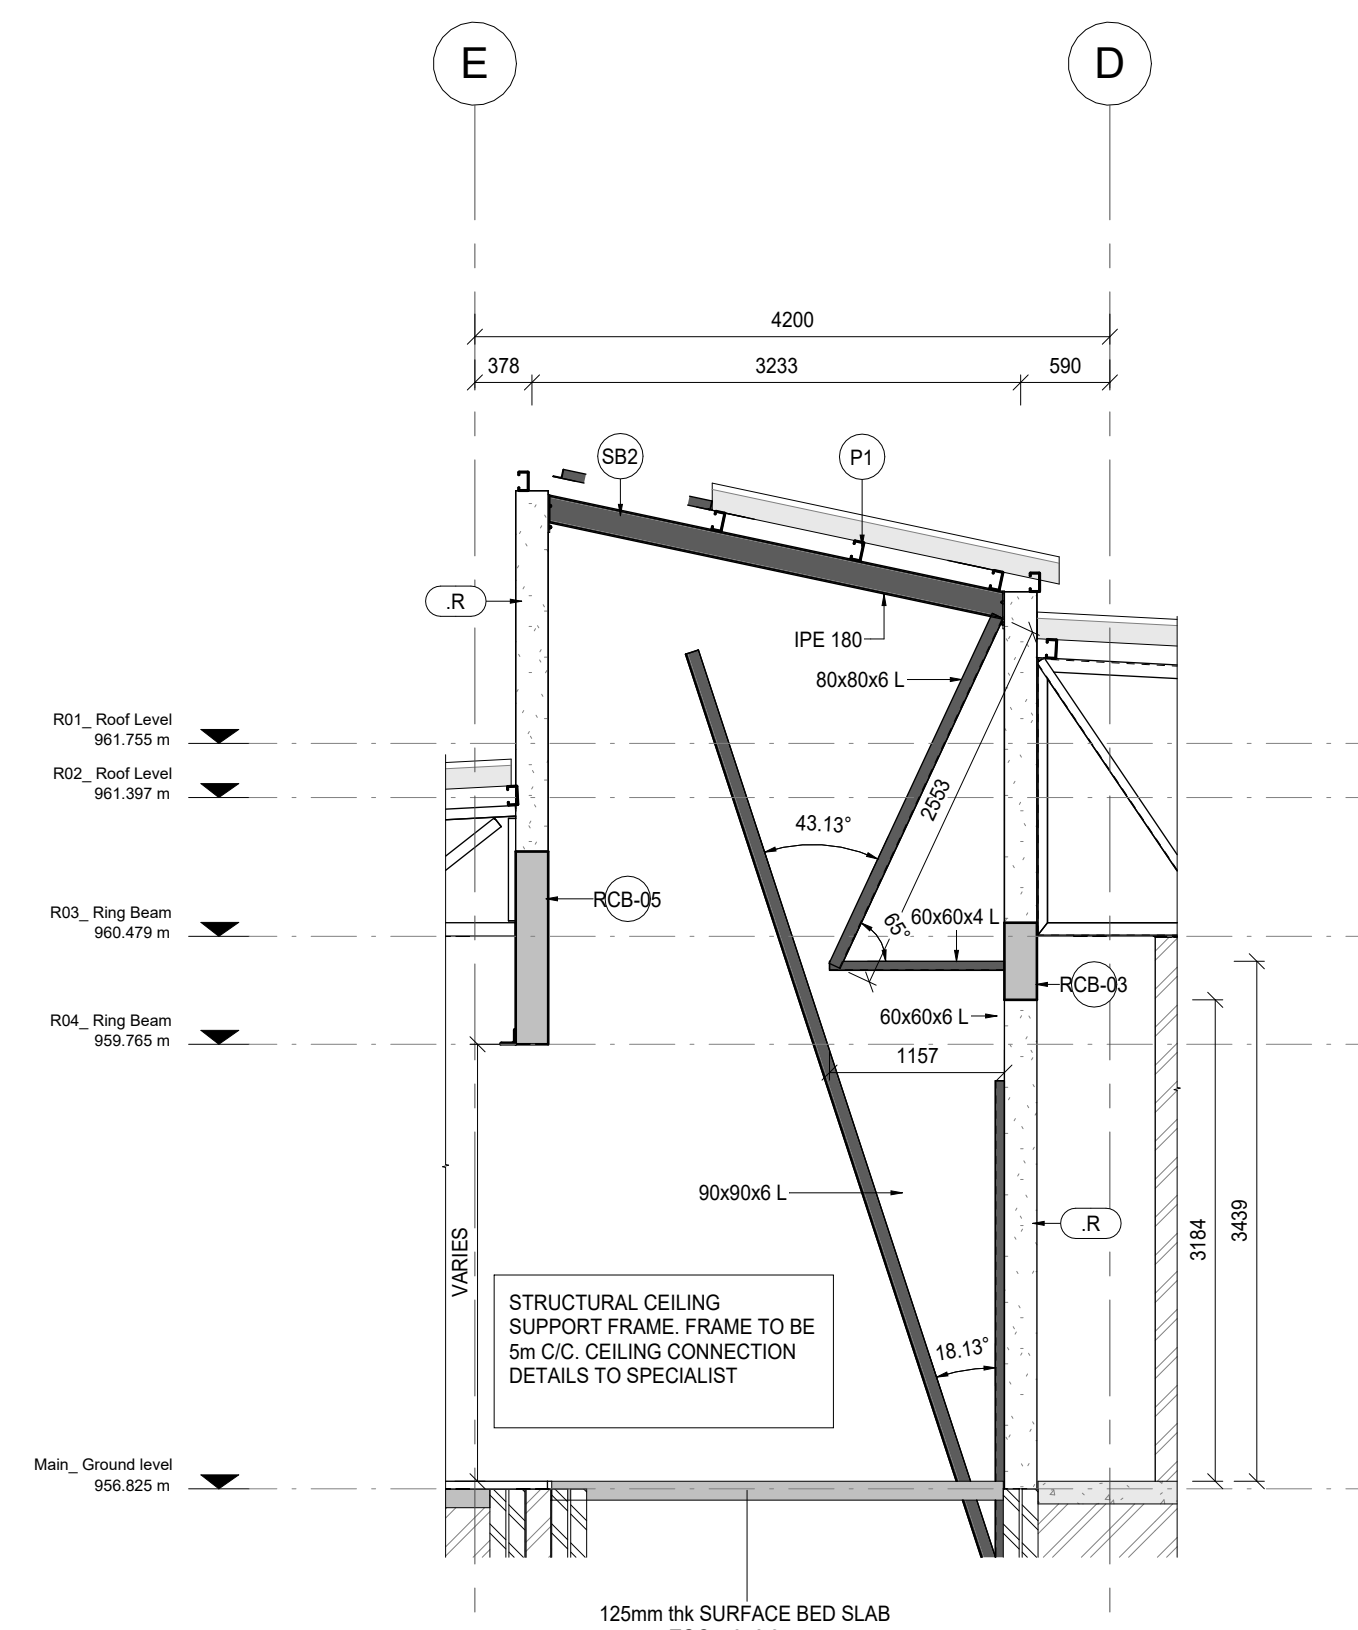 E
D
4200
378
3233
590
SB2
P1
.R
IPE 180
80x80x6 L
R01_ Roof Level
961.755 m
R02_ Roof Level
961.397 m
2553
43.13°
RCB-05
65°
60x60x4 L
R03_ Ring Beam
960.479 m
RCB-03
60x60x6 L
R04_ Ring Beam
959.765 m
1157
90x90x6 L
.R
3184
3439
VARIES
STRUCTURAL CEILING
SUPPORT FRAME. FRAME TO BE
5m C/C. CEILING CONNECTION
DETAILS TO SPECIALIST
18.13°
Main_ Ground level
956.825 m
125mm thk SURFACE BED SLAB